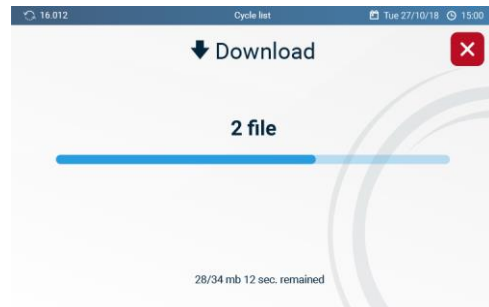 16.012 Cycle list Tue 27/10/18 15:00
Download
2 file
28/34 mb 12 sec. remained